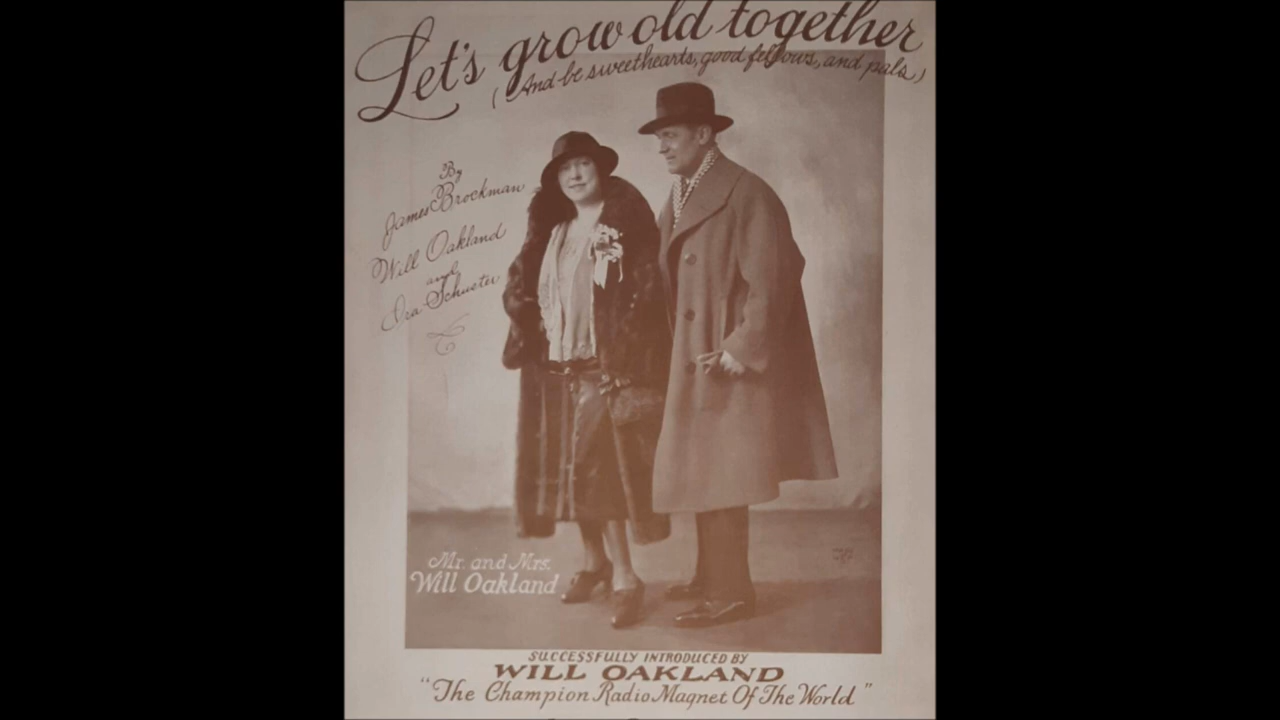 Let's grow old together
(And be sweethearts, good fellows, and pals)
By
James Brockman
Will Oakland
and
Ira Schuster
Mr. and Mrs.
Will Oakland
SUCCESSFULLY INTRODUCED BY
WILL OAKLAND
"The Champion Radio Magnet Of The World"